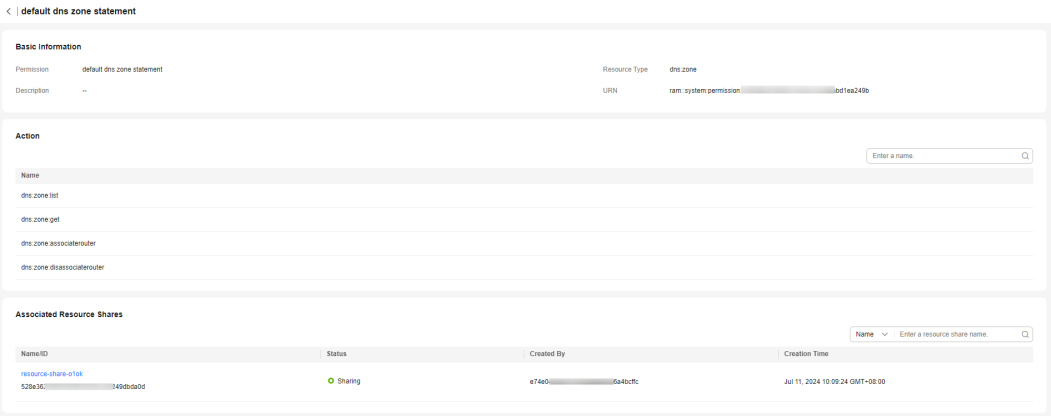 < | default dns zone statement
Basic Information
Permission default dns zone statement Resource Type dns:zone
Description -- URN ram::system:permission bd1ea249b
Action
Enter a name.
Name
dns:zone:list
dns:zone:get
dns:zone:associaterouter
dns:zone:disassociaterouter
Associated Resource Shares
Name Enter a resource share name.
Name/ID Status Created By Creation Time
resource-share-o1ok
Sharing e74e0 6a4bcffc Jul 11, 2024 10:09:24 GMT+08:00
528e36 249dbda0d